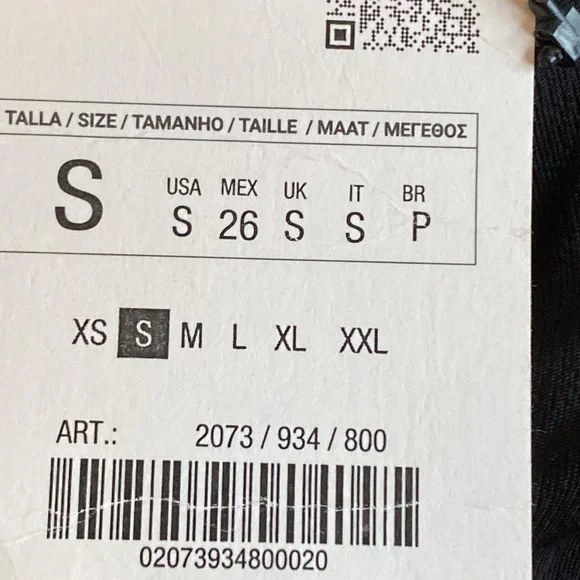 TALLA / SIZE / TAMANHO / TAILLE / MAAT / ΜΕΓΕΘΟΣ
S
USA MEX UK IT BR
S 26 S S P
XS S M L XL XXL
ART.: 2073 / 934 / 800
02073934800020